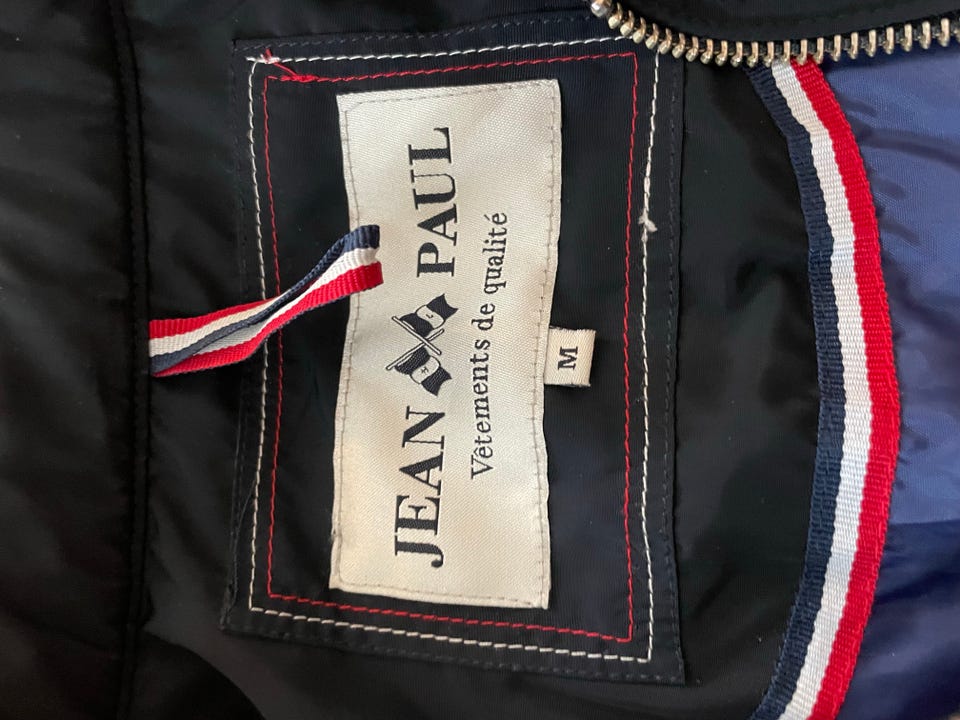 JEAN PAUL
Vêtements de qualité
M